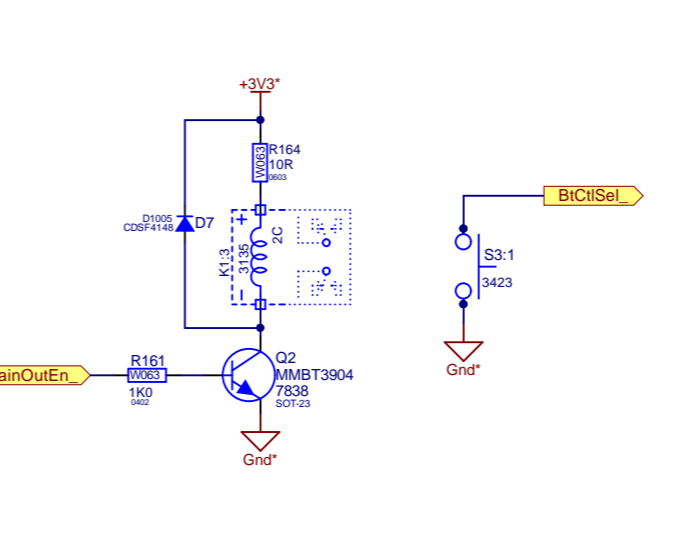 +3V3*
R164
W063
10R
0603
D1005
CDSF4148
D7
+
K1:3
3135
2C
BtCtlSel_
S3:1
3423
Gnd*
ainOutEn_
R161
W063
1K0
0402
Q2
MMBT3904
7838
SOT-23
Gnd*